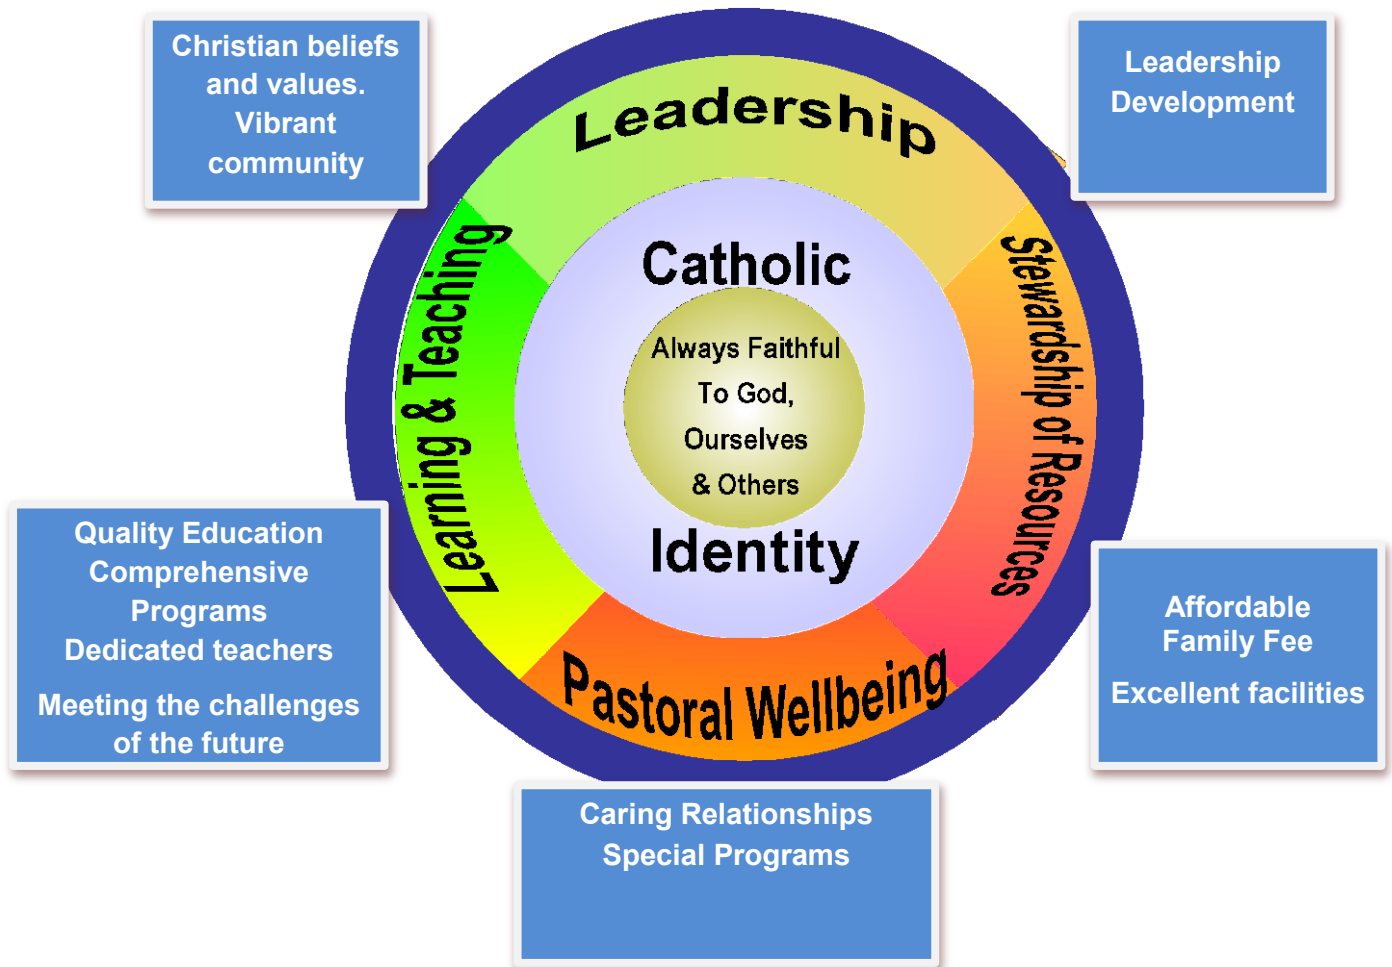 Christian beliefs
and values.
Vibrant
community
Leadership
Development
Leadership
Learning & Teaching
Catholic
Always Faithful
To God,
Ourselves
& Others
Identity
Stewardship of Resources
Pastoral Wellbeing
Quality Education
Comprehensive
Programs
Dedicated teachers
Meeting the challenges
of the future
Affordable
Family Fee
Excellent facilities
Caring Relationships
Special Programs